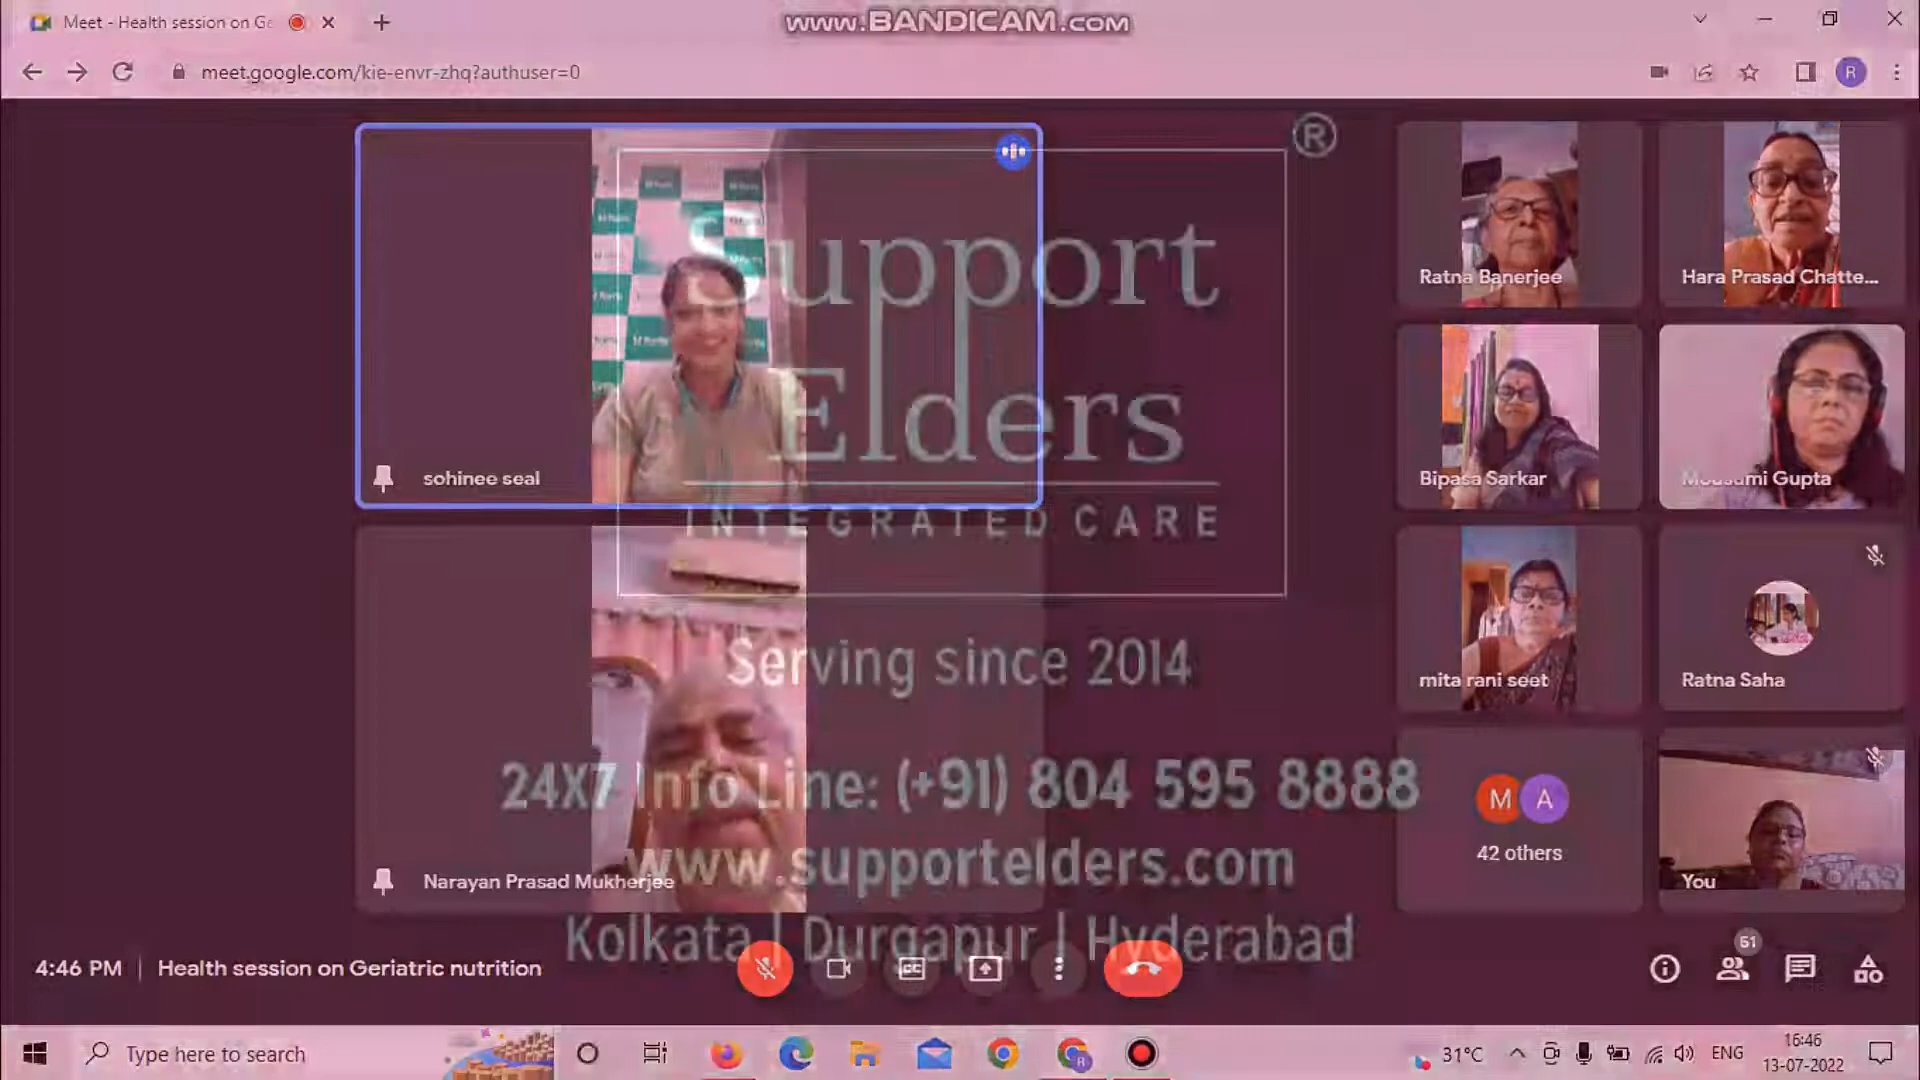 Meet - Health session on Ge
www.BANDICAM.com
meet.google.com/kie-envr-zhq?authuser=0
R
®
Support
Elders
INTEGRATED CARE
Serving since 2014
24X7 Info Line: (+91) 804 595 8888
www.supportelders.com
Kolkata | Durgapur | Hyderabad
sohinee seal
Narayan Prasad Mukherjee
Ratna Banerjee
Hara Prasad Chatte...
Bipasa Sarkar
Mousumi Gupta
mita rani seet
Ratna Saha
M A
42 others
You
4:46 PM | Health session on Geriatric nutrition
CC
51
Type here to search
R
31°C
ENG
16:46
13-07-2022